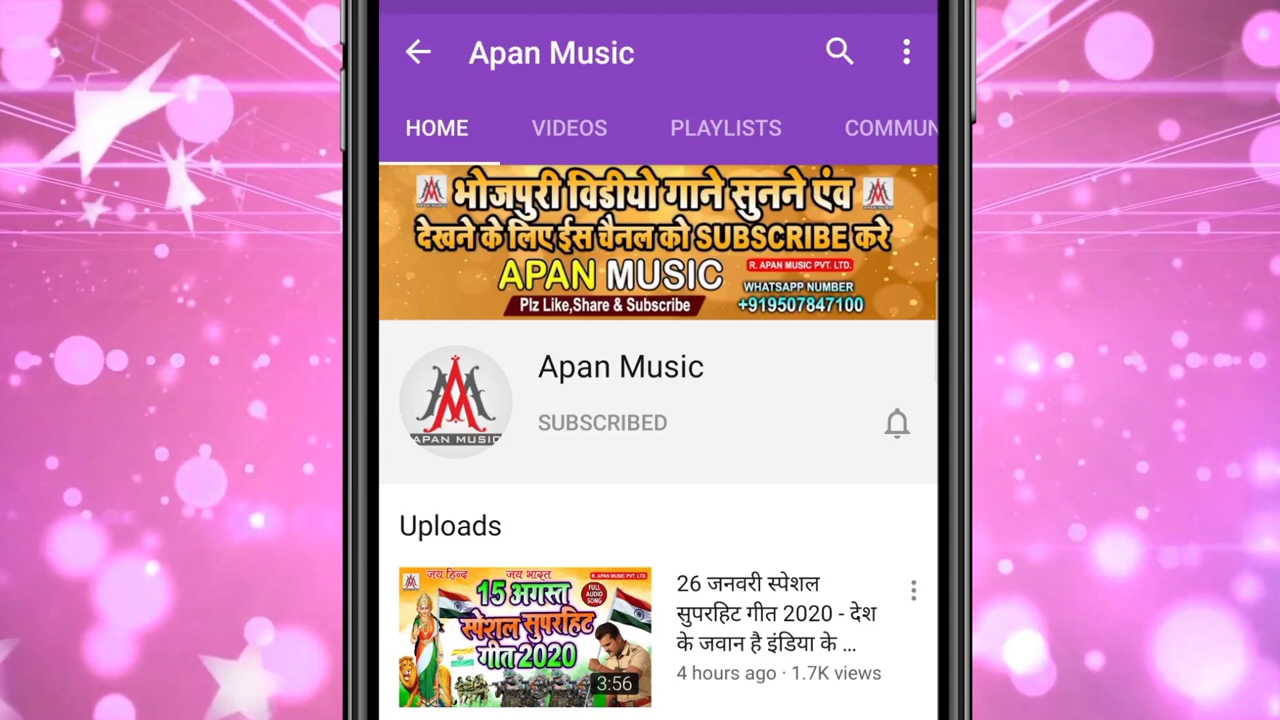 Apan Music
HOME VIDEOS PLAYLISTS COMMUN
भोजपुरी विडीयो गाने सुनने एंव
देखने के लिए ईस चैनल को SUBSCRIBE करे
APAN MUSIC
R. APAN MUSIC PVT. LTD.
WHATSAPP NUMBER
Plz Like,Share & Subscribe
+919507847100
Apan Music
SUBSCRIBED
APAN MUSIC
Uploads
जय हिन्द जय भारत
R. APAN MUSIC PVT. LTD
15 अगस्त
FULL
AUDIO
SONG
स्पेशल सुपरहिट
गीत 2020
3:56
26 जनवरी स्पेशल
सुपरहिट गीत 2020 - देश
के जवान है इंडिया के ...
4 hours ago · 1.7K views